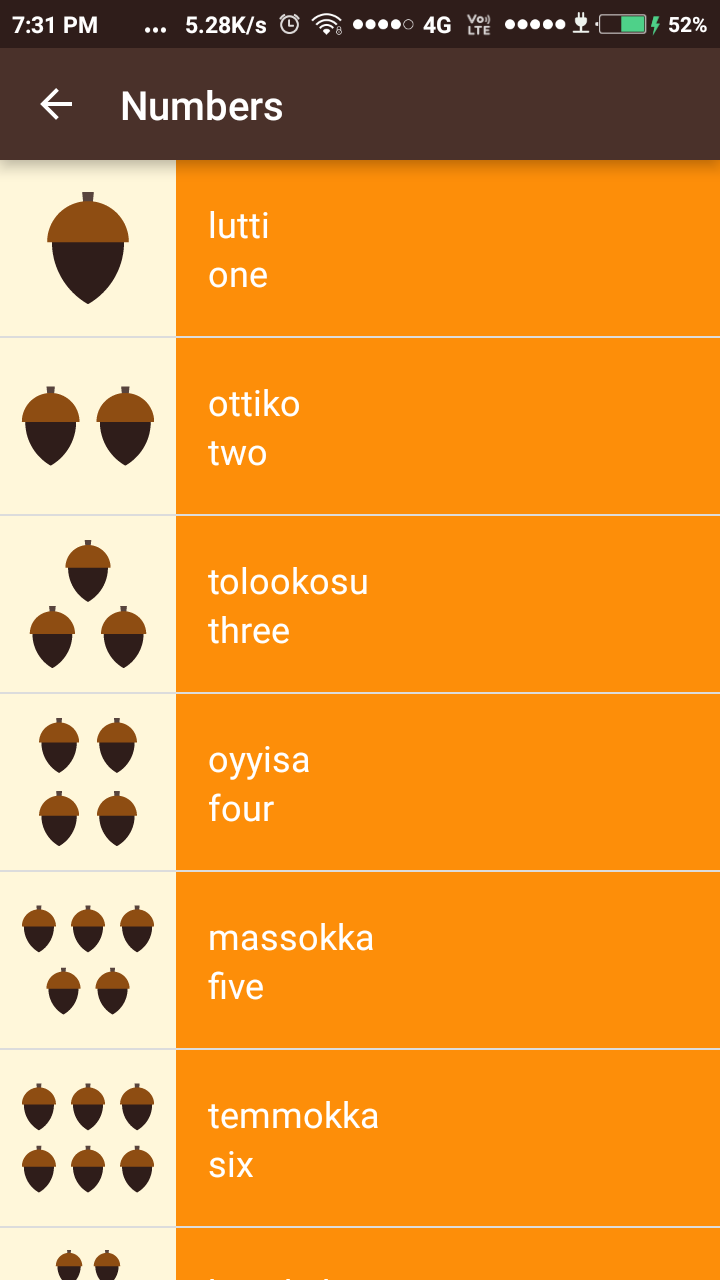 7:31 PM ... 5.28K/s 4G Vo)) LTE 52%
Numbers
lutti
one
ottiko
two
tolookosu
three
oyyisa
four
massokka
five
temmokka
six